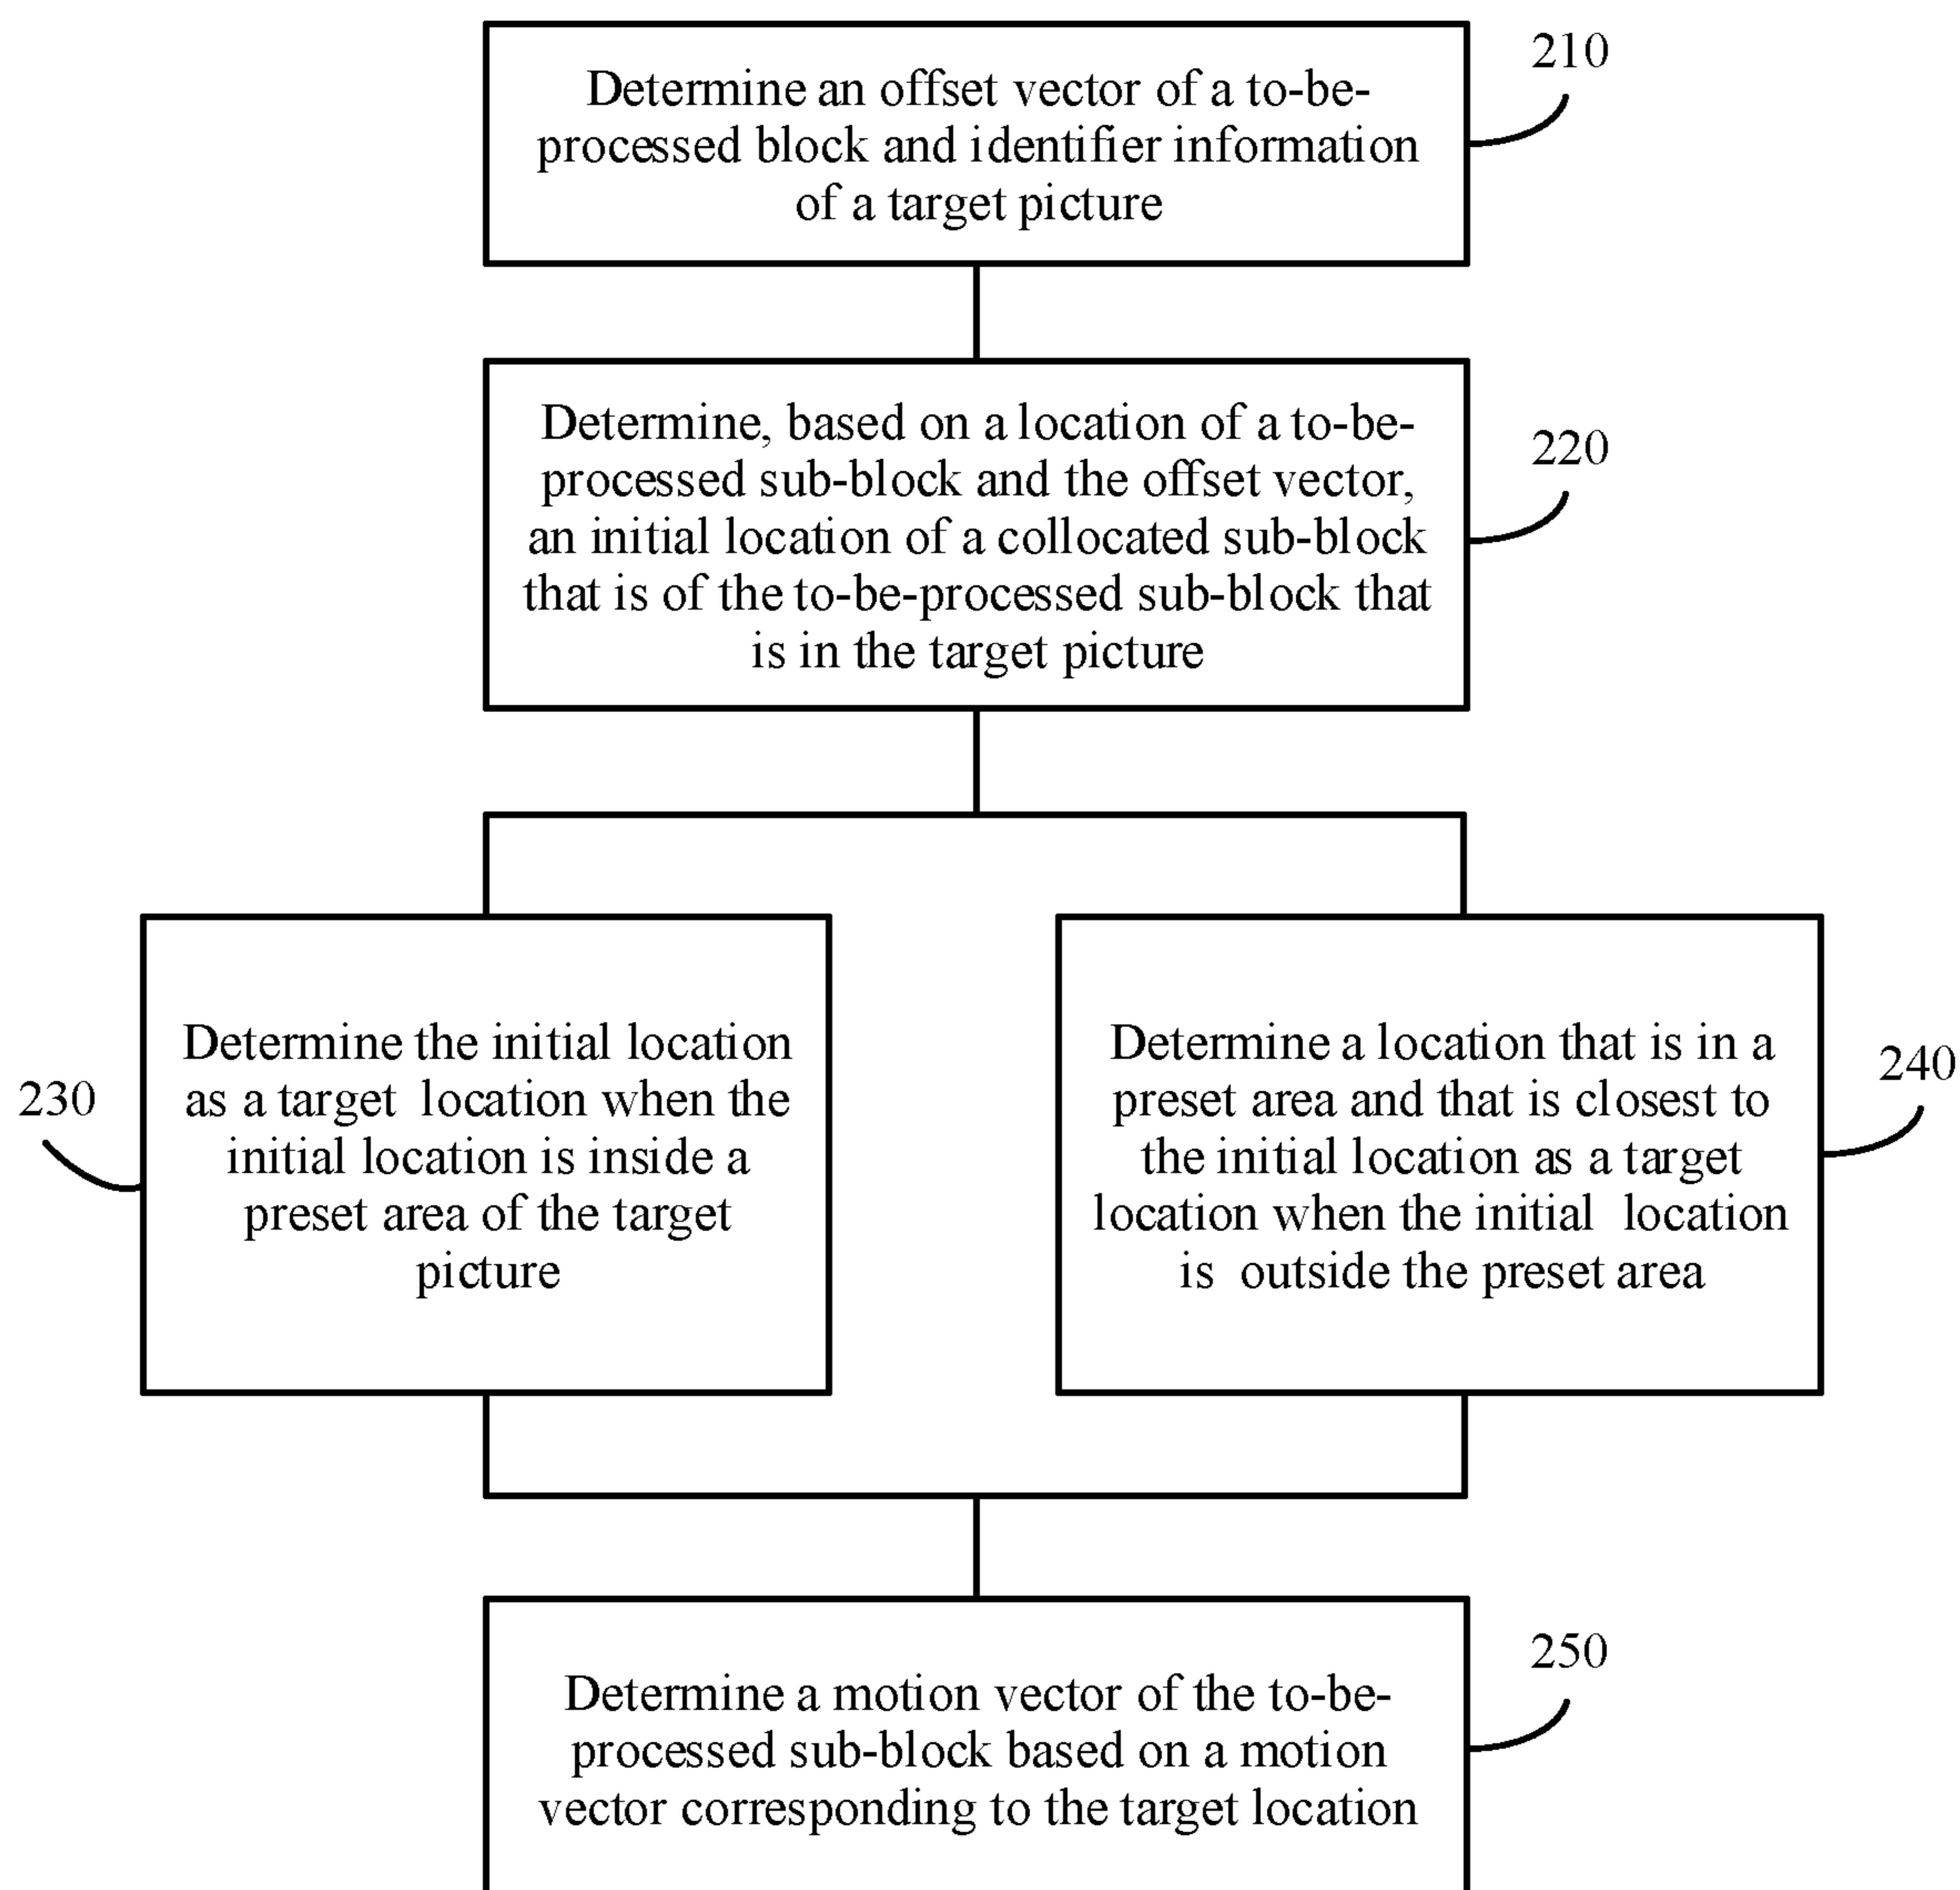 Determine an offset vector of a to-be-
processed block and identifier information
of a target picture
210
Determine, based on a location of a to-be-
processed sub-block and the offset vector,
an initial location of a collocated sub-block
that is of the to-be-processed sub-block that
is in the target picture
220
Determine the initial location
as a target location when the
initial location is inside a
preset area of the target
picture
230
Determine a location that is in a
preset area and that is closest to
the initial location as a target
location when the initial location
is outside the preset area
240
Determine a motion vector of the to-be-
processed sub-block based on a motion
vector corresponding to the target location
250